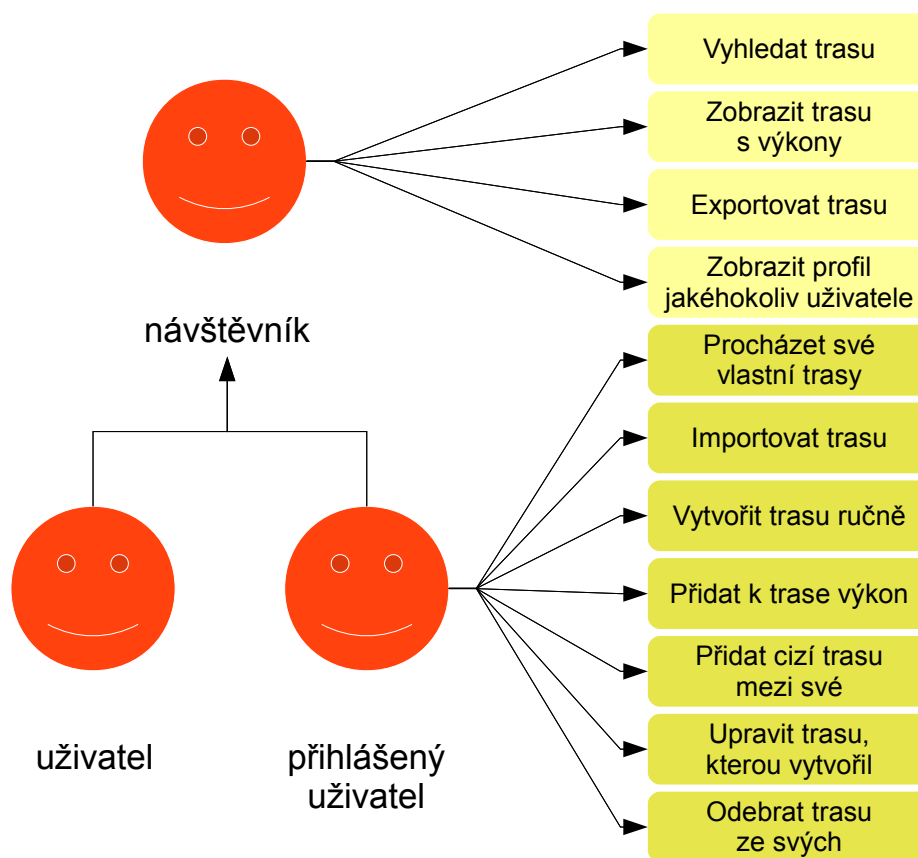 Vyhledat trasu
Zobrazit trasu
s výkony
Exportovat trasu
Zobrazit profil
jakéhokoliv uživatele
návštěvník
Procházet své
vlastní trasy
Importovat trasu
Vytvořit trasu ručně
Přidat k trase výkon
Přidat cizí trasu
mezi své
Upravit trasu,
kterou vytvořil
Odebrat trasu
ze svých
uživatel
přihlášený
uživatel